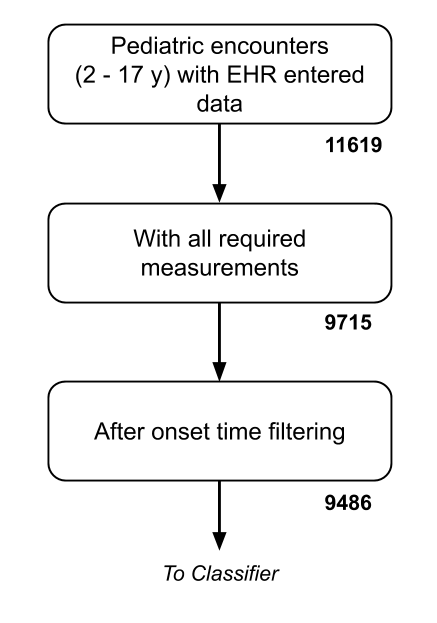 Pediatric encounters
(2 - 17 y) with EHR entered
data
11619
With all required
measurements
9715
After onset time filtering
9486
To Classifier